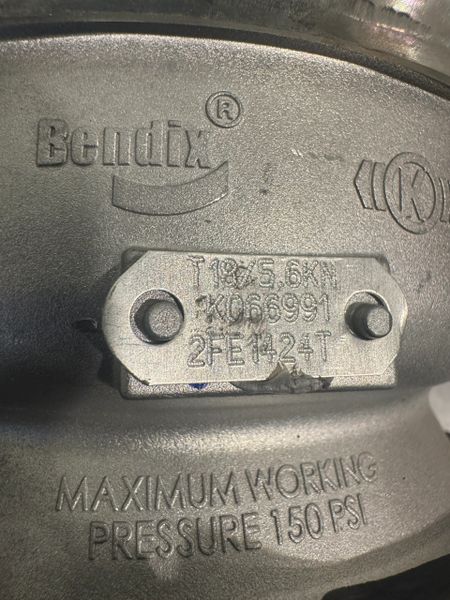 Bendix®
K
T18/5.6KN
K066991
2FE1424T
MAXIMUM WORKING
PRESSURE 150 PSI